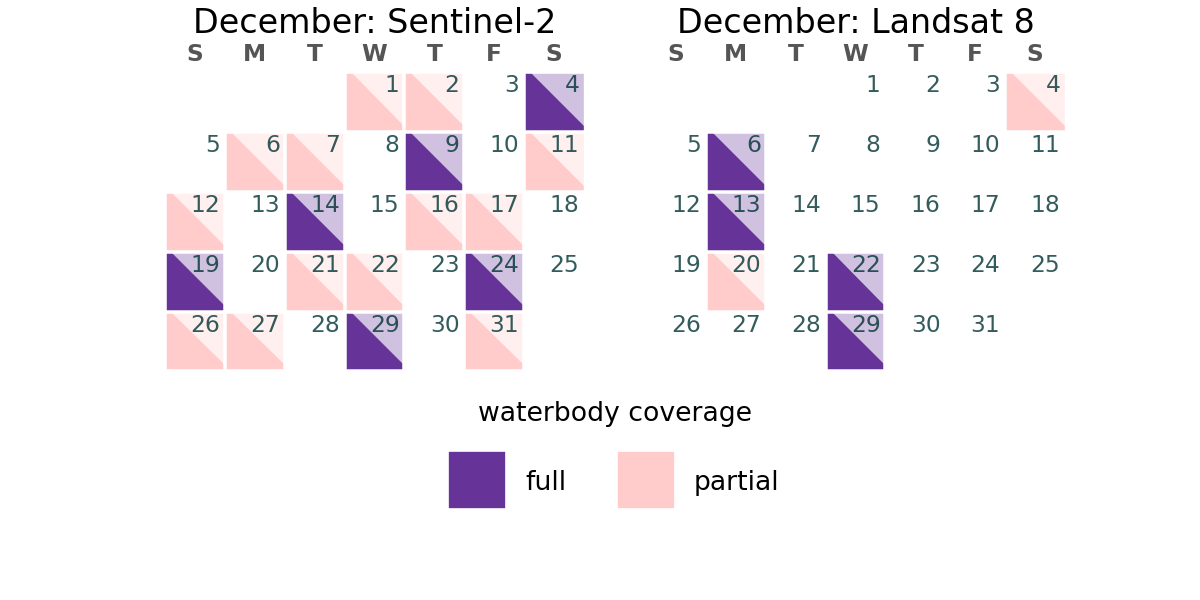 December: Sentinel-2
S M T W T F S
1 2 3 4
5 6 7 8 9 10 11
12 13 14 15 16 17 18
19 20 21 22 23 24 25
26 27 28 29 30 31
December: Landsat 8
S M T W T F S
1 2 3 4
5 6 7 8 9 10 11
12 13 14 15 16 17 18
19 20 21 22 23 24 25
26 27 28 29 30 31
waterbody coverage
full
partial